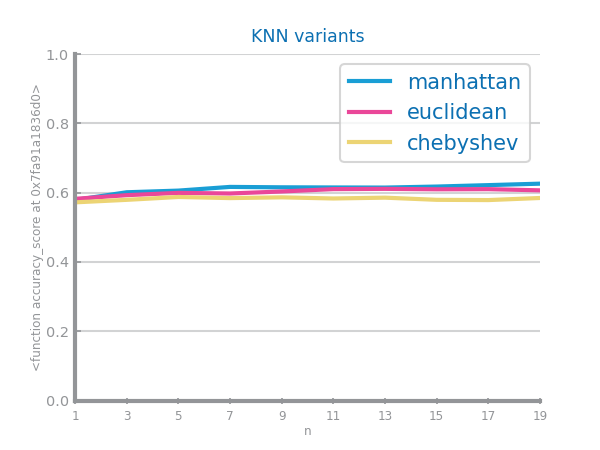 KNN variants
<function accuracy_score at 0x7fa91a1836d0>
1.0
0.8
0.6
0.4
0.2
0.0
manhattan
euclidean
chebyshev
1 3 5 7 9 11 13 15 17 19
n